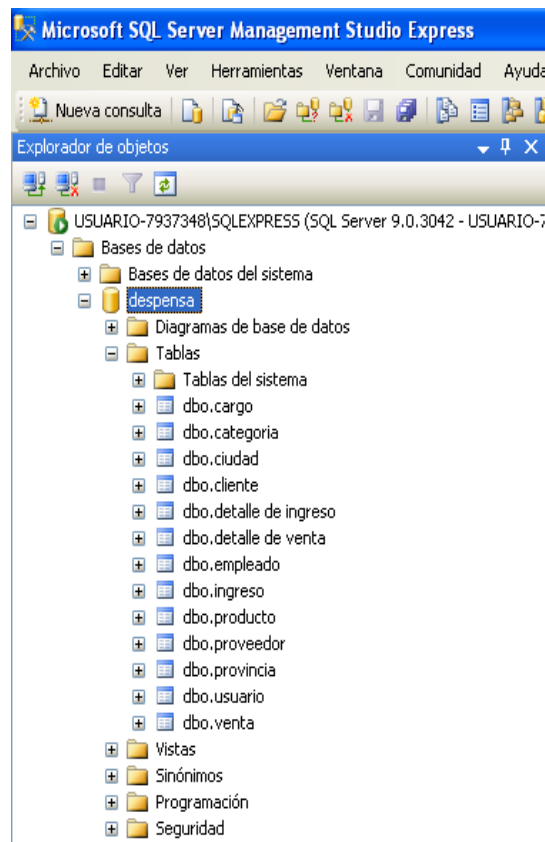 Microsoft SQL Server Management Studio Express
Archivo Editar Ver Herramientas Ventana Comunidad Ayuda
Nueva consulta
Explorador de objetos
USUARIO-7937348\SQLEXPRESS (SQL Server 9.0.3042 - USUARIO-7
Bases de datos
Bases de datos del sistema
despensa
Diagramas de base de datos
Tablas
Tablas del sistema
dbo.cargo
dbo.categoria
dbo.ciudad
dbo.cliente
dbo.detalle de ingreso
dbo.detalle de venta
dbo.empleado
dbo.ingreso
dbo.producto
dbo.proveedor
dbo.provincia
dbo.usuario
dbo.venta
Vistas
Sinónimos
Programación
Seguridad